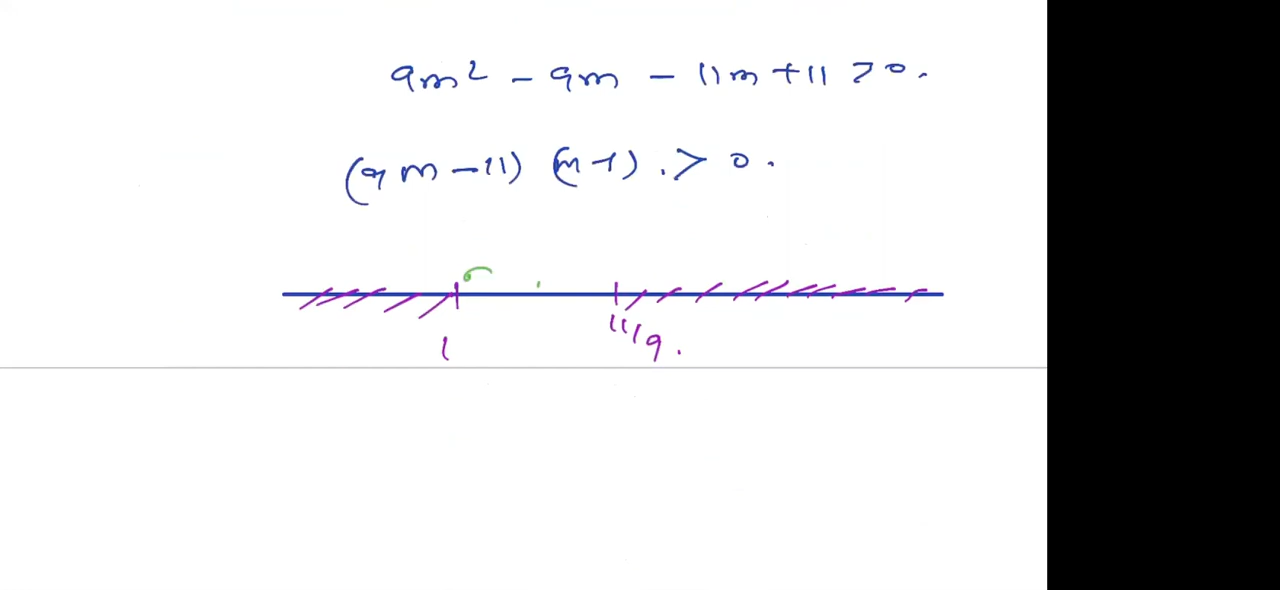 9m² - 9m - 11m + 11 > 0.
(9m - 11) (m - 1) . > 0 .
1 11/9 .